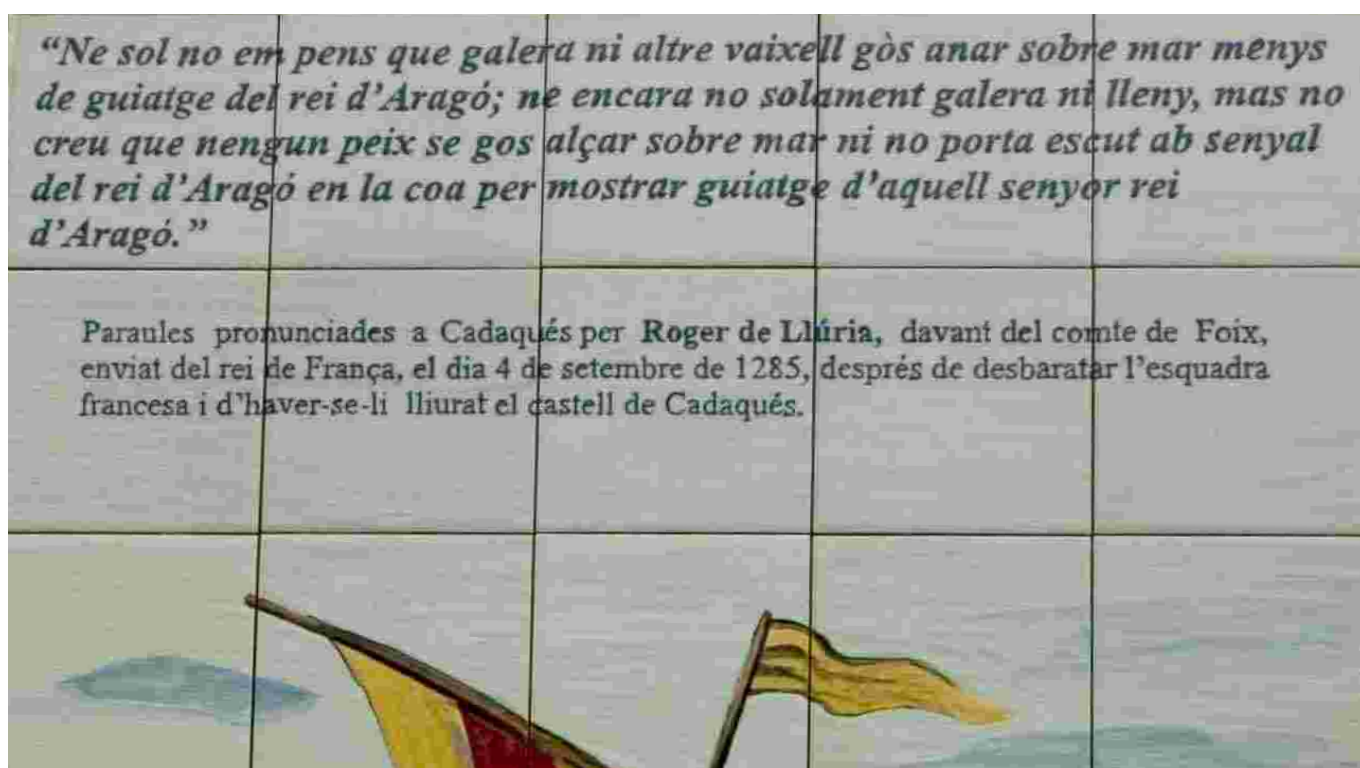 “Ne sol no em pens que galera ni altre vaixell gòs anar sobre mar menys
de guiatge del rei d’Aragó; ne encara no solament galera ni lleny, mas no
creu que nengun peix se gos alçar sobre mar ni no porta escut ab senyal
del rei d’Aragó en la coa per mostrar guiatge d’aquell senyor rei
d’Aragó.”
Paraules pronunciades a Cadaqués per Roger de Llúria, davant del comte de Foix,
enviat del rei de França, el dia 4 de setembre de 1285, després de desbaratar l’esquadra
francesa i d’haver-se-li lliurat el castell de Cadaqués.